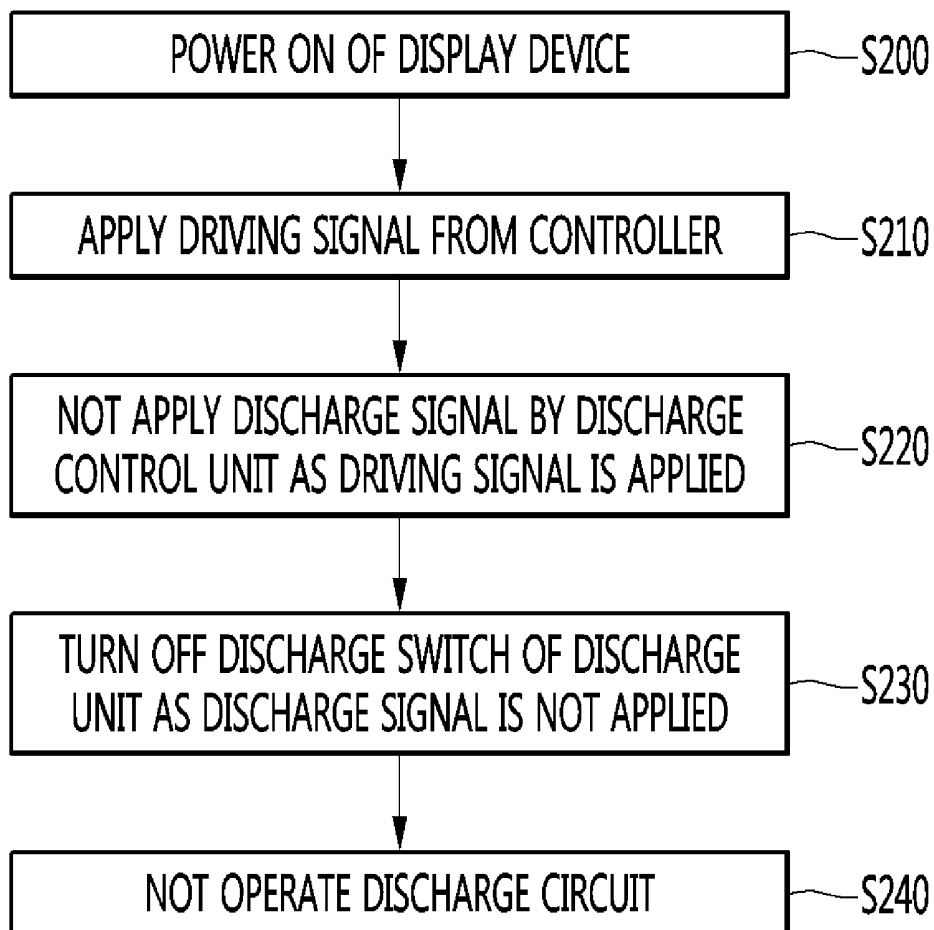 POWER ON OF DISPLAY DEVICE
S200
APPLY DRIVING SIGNAL FROM CONTROLLER
S210
NOT APPLY DISCHARGE SIGNAL BY DISCHARGE
CONTROL UNIT AS DRIVING SIGNAL IS APPLIED
S220
TURN OFF DISCHARGE SWITCH OF DISCHARGE
UNIT AS DISCHARGE SIGNAL IS NOT APPLIED
S230
NOT OPERATE DISCHARGE CIRCUIT
S240